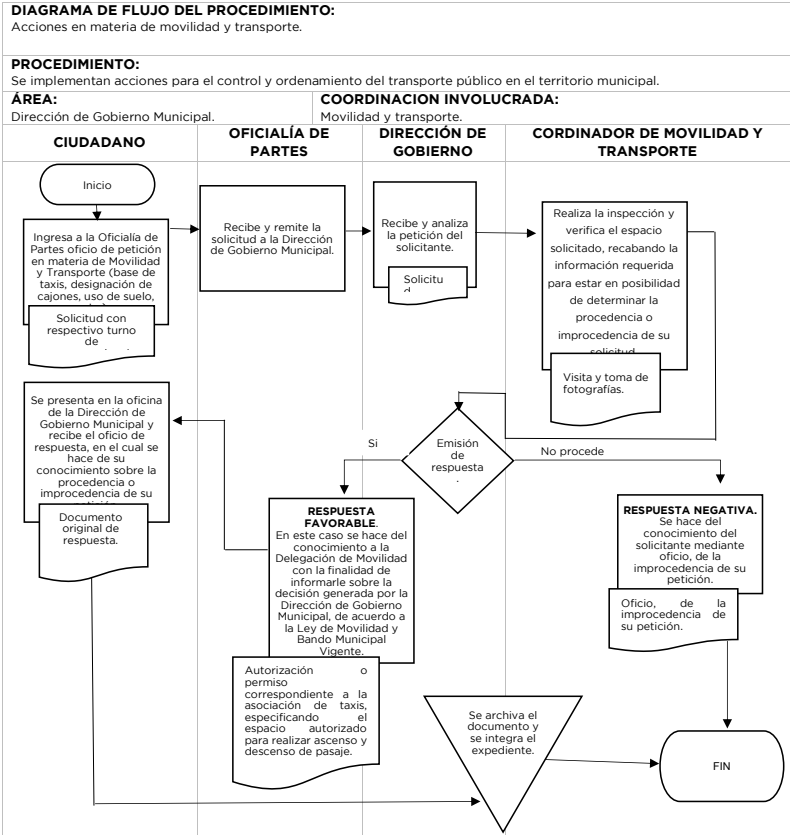 DIAGRAMA DE FLUJO DEL PROCEDIMIENTO:
Acciones en materia de movilidad y transporte.
PROCEDIMIENTO:
Se implementan acciones para el control y ordenamiento del transporte público en el territorio municipal.
ÁREA:
Dirección de Gobierno Municipal.
COORDINACION INVOLUCRADA:
Movilidad y transporte.
CIUDADANO
OFICIALÍA DE
PARTES
DIRECCIÓN DE
GOBIERNO
CORDINADOR DE MOVILIDAD Y
TRANSPORTE
Inicio
Ingresa a la Oficialía de
Partes oficio de petición
en materia de Movilidad
y Transporte (base de
taxis, designación de
cajones, uso de suelo,
Solicitud con
respectivo turno
de
Recibe y remite la
solicitud a la Dirección
de Gobierno Municipal.
Recibe y analiza
la petición del
solicitante.
Solicitu
d
Realiza la inspección y
verifica el espacio
solicitado, recabando la
información requerida
para estar en posibilidad
de determinar la
procedencia o
improcedencia de su
solicitud
Visita y toma de
fotografías.
Se presenta en la oficina
de la Dirección de
Gobierno Municipal y
recibe el oficio de
respuesta, en el cual se
hace de su
conocimiento sobre la
procedencia o
improcedencia de su
Documento
original de
respuesta.
Si
Emisión
de
respuesta
.
No procede
RESPUESTA
FAVORABLE.
En este caso se hace del
conocimiento a la
Delegación de Movilidad
con la finalidad de
informarle sobre la
decisión generada por la
Dirección de Gobierno
Municipal, de acuerdo a
la Ley de Movilidad y
Bando Municipal
Vigente.
Autorización o
permiso
correspondiente a la
asociación de taxis,
especificando el
espacio autorizado
para realizar ascenso y
descenso de pasaje.
RESPUESTA NEGATIVA.
Se hace del
conocimiento del
solicitante mediante
oficio, de la
improcedencia de su
petición.
Oficio, de la
improcedencia de
su petición.
Se archiva el
documento y
se integra el
expediente.
FIN